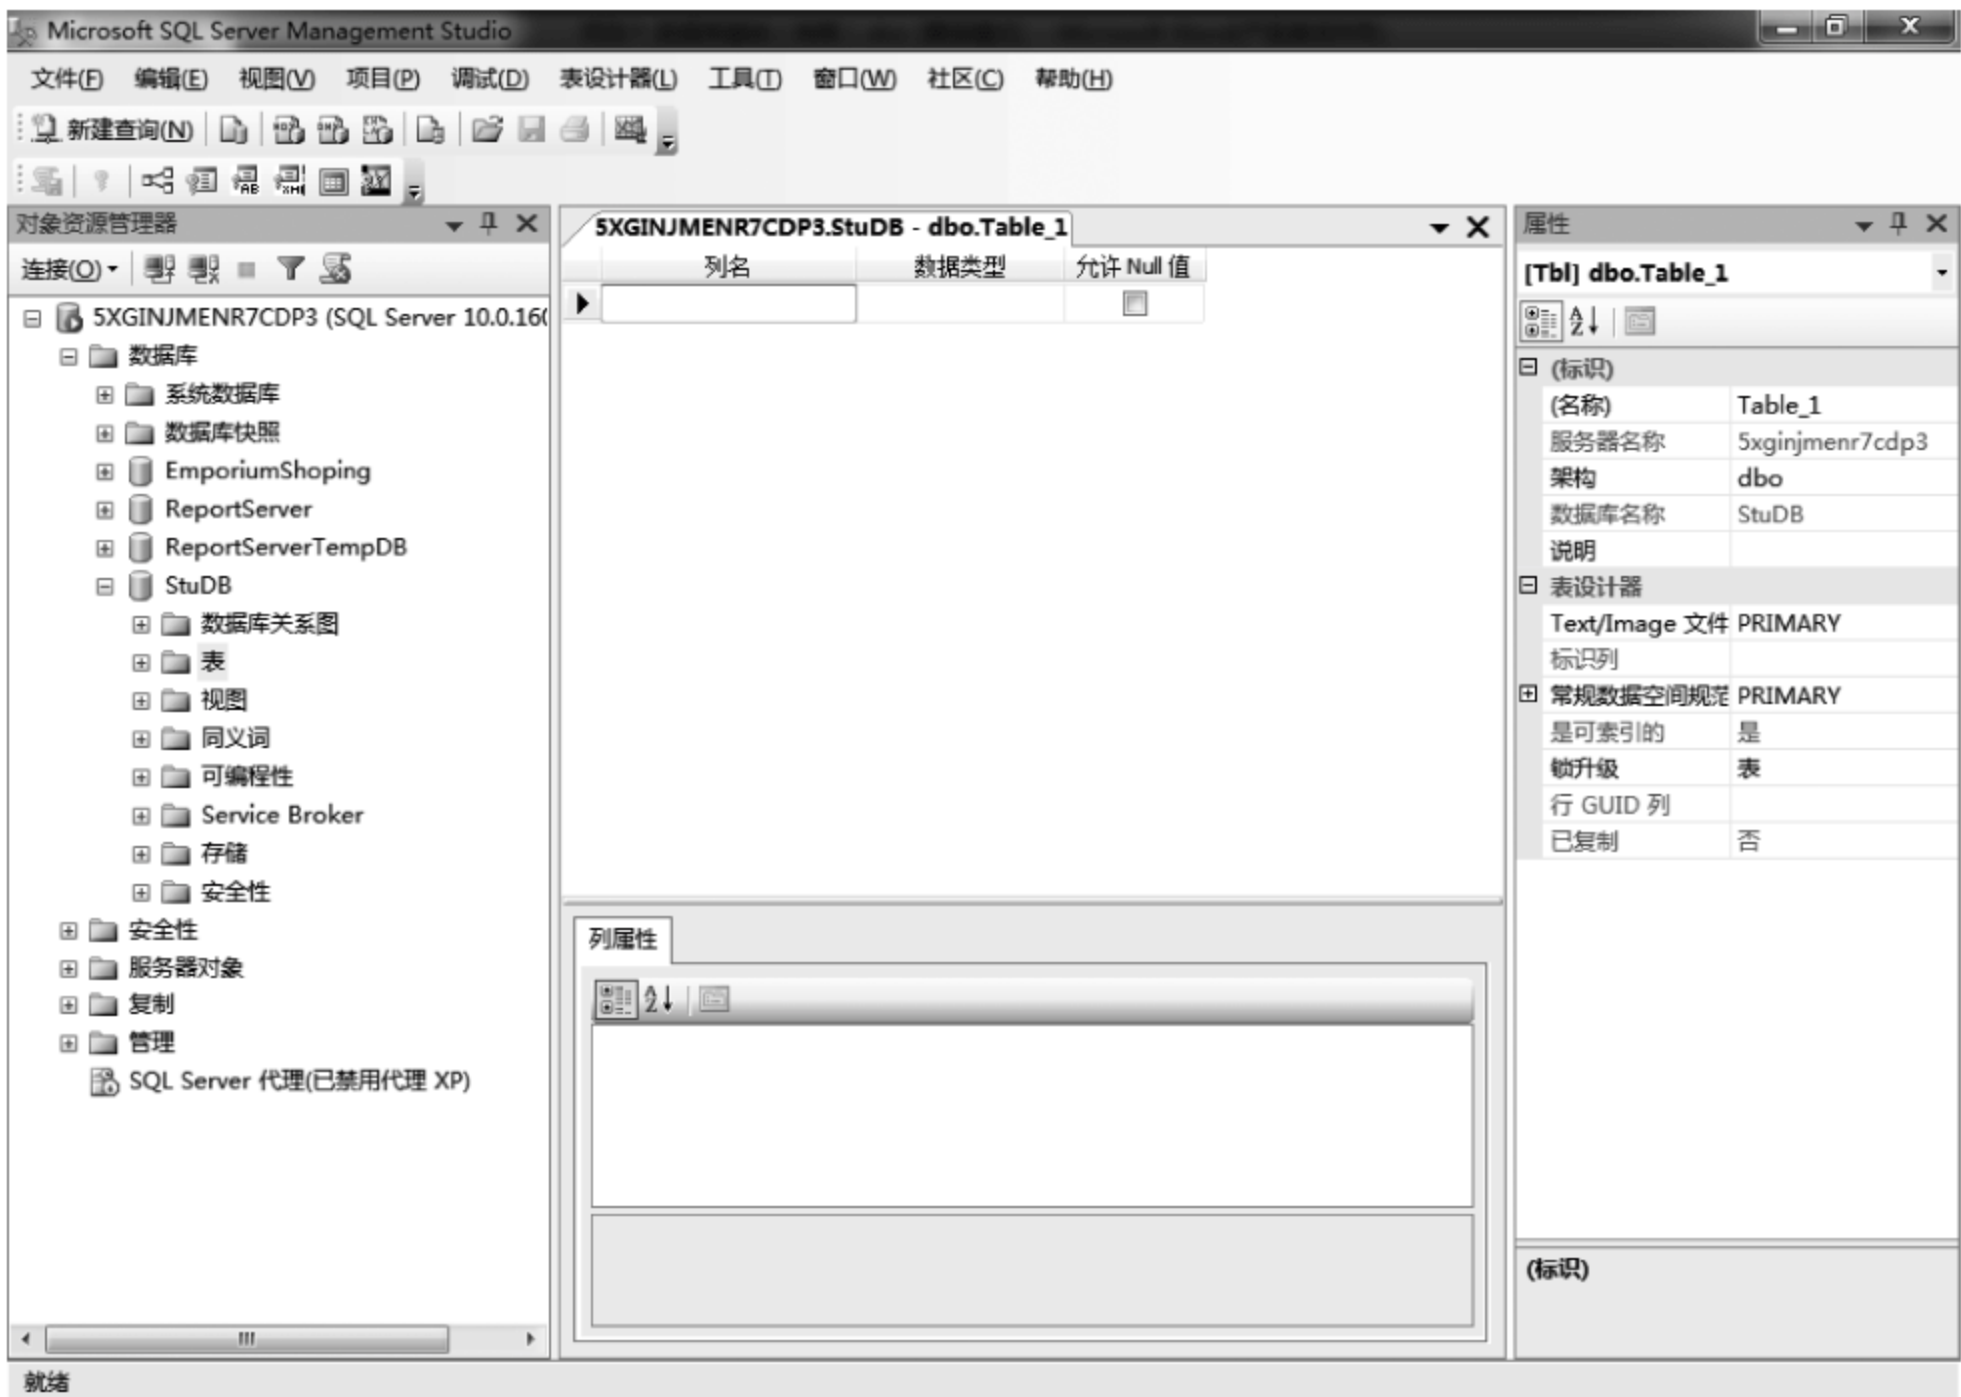 Microsoft SQL Server Management Studio
文件(F) 编辑(E) 视图(V) 项目(P) 调试(D) 表设计器(L) 工具(T) 窗口(W) 社区(C) 帮助(H)
新建查询(N)
对象资源管理器
连接(O)
5XGINJMENR7CDP3 (SQL Server 10.0.160
数据库
系统数据库
数据库快照
EmporiumShoping
ReportServer
ReportServerTempDB
StuDB
数据库关系图
表
视图
同义词
可编程性
Service Broker
存储
安全性
安全性
服务器对象
复制
管理
SQL Server 代理(已禁用代理 XP)
5XGINJMENR7CDP3.StuDB - dbo.Table_1
列名 数据类型 允许 Null 值
列属性
属性
[Tbl] dbo.Table_1
(标识)
(名称) Table_1
服务器名称 5xginjmenr7cdp3
架构 dbo
数据库名称 StuDB
说明
表设计器
Text/Image 文件 PRIMARY
标识列
常规数据空间规范 PRIMARY
是可索引的 是
锁升级 表
行 GUID 列
已复制 否
(标识)
就绪